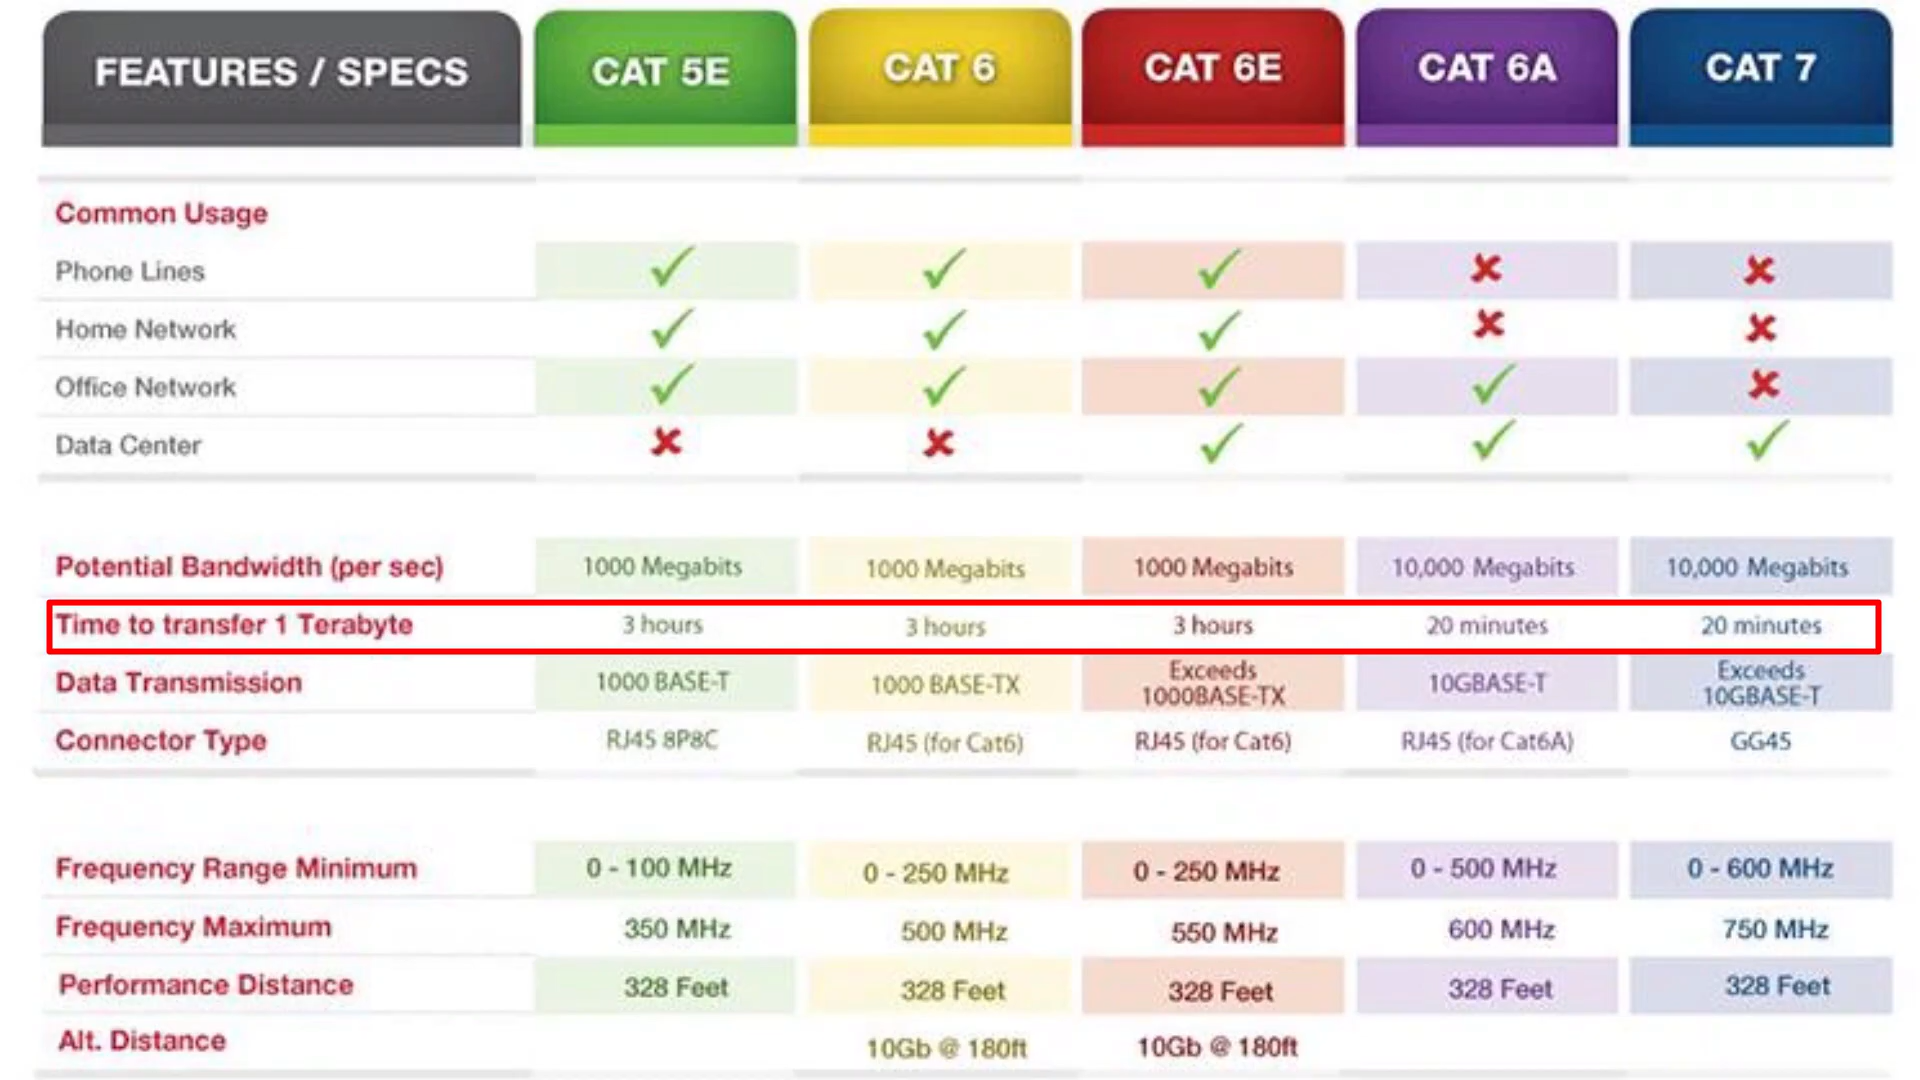 FEATURES / SPECS CAT 5E CAT 6 CAT 6E CAT 6A CAT 7
Common Usage
Phone Lines
Home Network
Office Network
Data Center
Potential Bandwidth (per sec) 1000 Megabits 1000 Megabits 1000 Megabits 10,000 Megabits 10,000 Megabits
Time to transfer 1 Terabyte 3 hours 3 hours 3 hours 20 minutes 20 minutes
Data Transmission 1000 BASE-T 1000 BASE-TX Exceeds 1000BASE-TX 10GBASE-T Exceeds 10GBASE-T
Connector Type RJ45 8P8C RJ45 (for Cat6) RJ45 (for Cat6) RJ45 (for Cat6A) GG45
Frequency Range Minimum 0 - 100 MHz 0 - 250 MHz 0 - 250 MHz 0 - 500 MHz 0 - 600 MHz
Frequency Maximum 350 MHz 500 MHz 550 MHz 600 MHz 750 MHz
Performance Distance 328 Feet 328 Feet 328 Feet 328 Feet 328 Feet
Alt. Distance 10Gb @ 180ft 10Gb @ 180ft